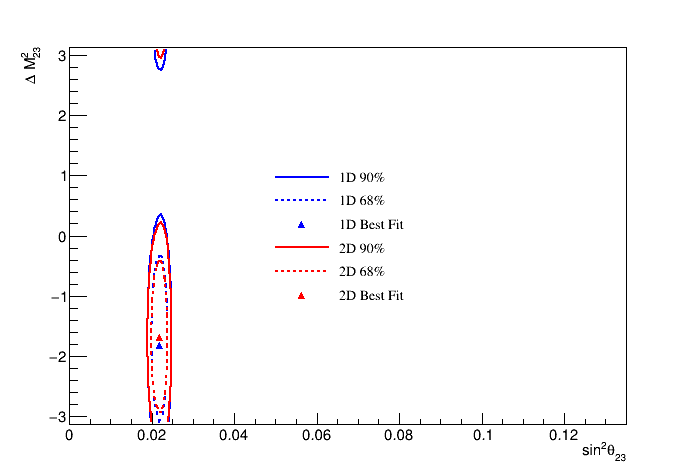 Δ M²₂₃
3
2
1
0
−1
−2
−3
1D 90%
1D 68%
1D Best Fit
2D 90%
2D 68%
2D Best Fit
0 0.02 0.04 0.06 0.08 0.1 0.12
sin²θ₂₃